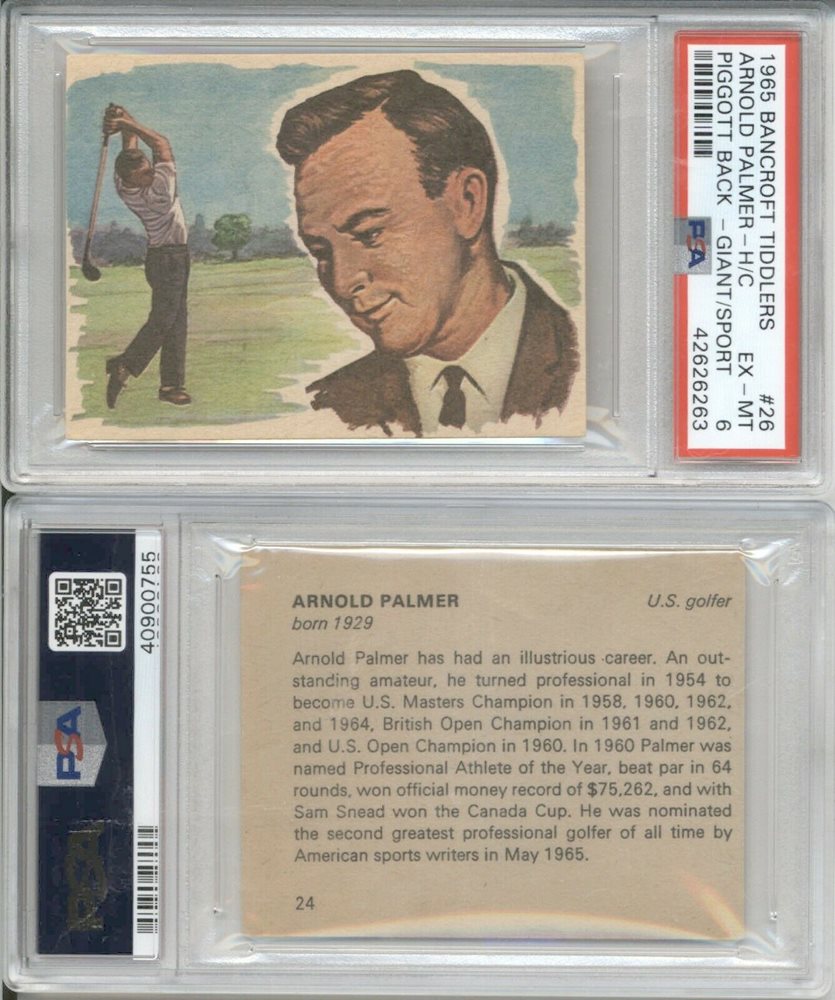 1965 BANCROFT TIDDLERS #26
ARNOLD PALMER-H/C EX-MT
PIGGOTT BACK -GIANT/SPORT 6
42626263
PSA
40900755
PSA
PSA
ARNOLD PALMER U.S. golfer
born 1929
Arnold Palmer has had an illustrious career. An out-
standing amateur, he turned professional in 1954 to
become U.S. Masters Champion in 1958, 1960, 1962,
and 1964, British Open Champion in 1961 and 1962,
and U.S. Open Champion in 1960. In 1960 Palmer was
named Professional Athlete of the Year, beat par in 64
rounds, won official money record of $75,262, and with
Sam Snead won the Canada Cup. He was nominated
the second greatest professional golfer of all time by
American sports writers in May 1965.
24